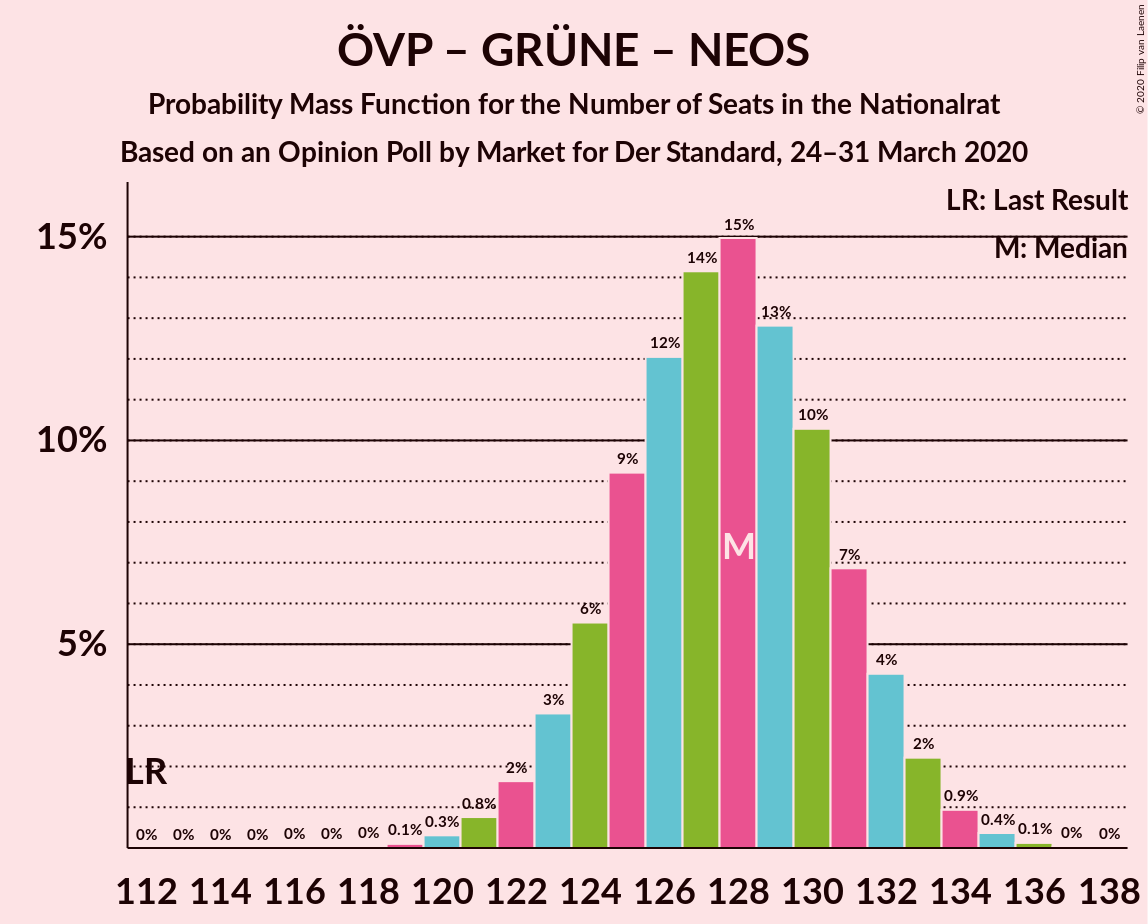 ÖVP – GRÜNE – NEOS
Probability Mass Function for the Number of Seats in the Nationalrat
Based on an Opinion Poll by Market for Der Standard, 24–31 March 2020
© 2020 Filip van Laenen
LR: Last Result
M: Median
15%
10%
5%
LR
0% 0% 0% 0% 0% 0% 0% 0.1% 0.3% 0.8% 2% 3% 6% 9% 12% 14% 15% 13% 10% 7% 4% 2% 0.9% 0.4% 0.1% 0% 0%
M
112 114 116 118 120 122 124 126 128 130 132 134 136 138